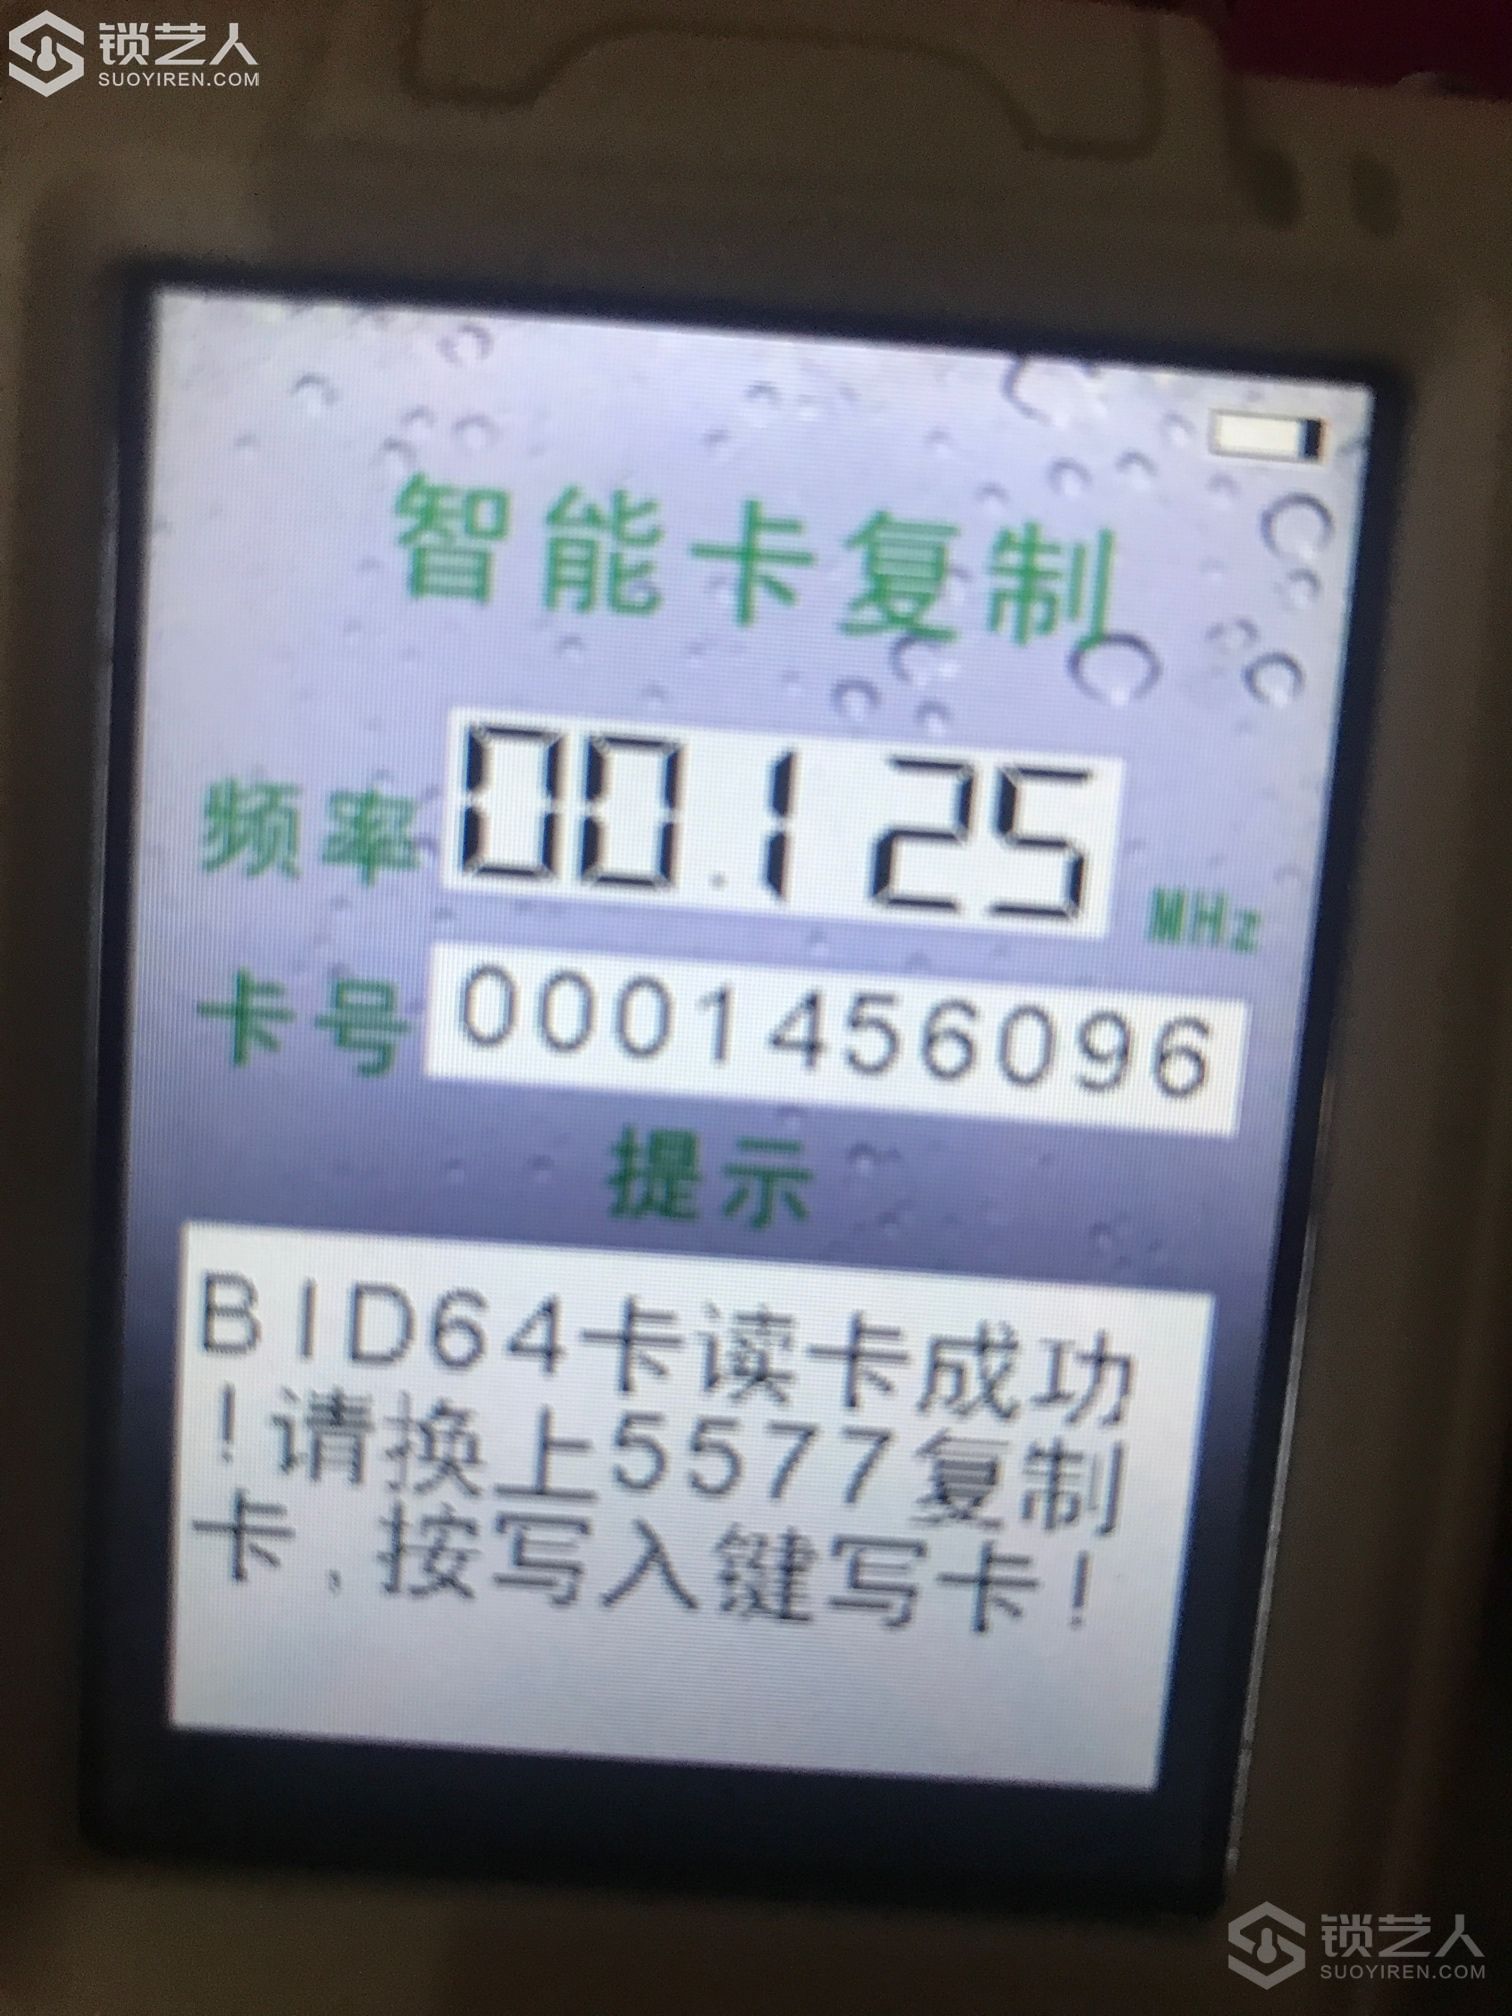 锁艺人
SUOYIREN.COM
智能卡复制
频率 00.125 MHz
卡号 0001456096
提示
BID64卡读卡成功
!请换上5577复制
卡,按写入键写卡!
锁艺人
SUOYIREN.COM